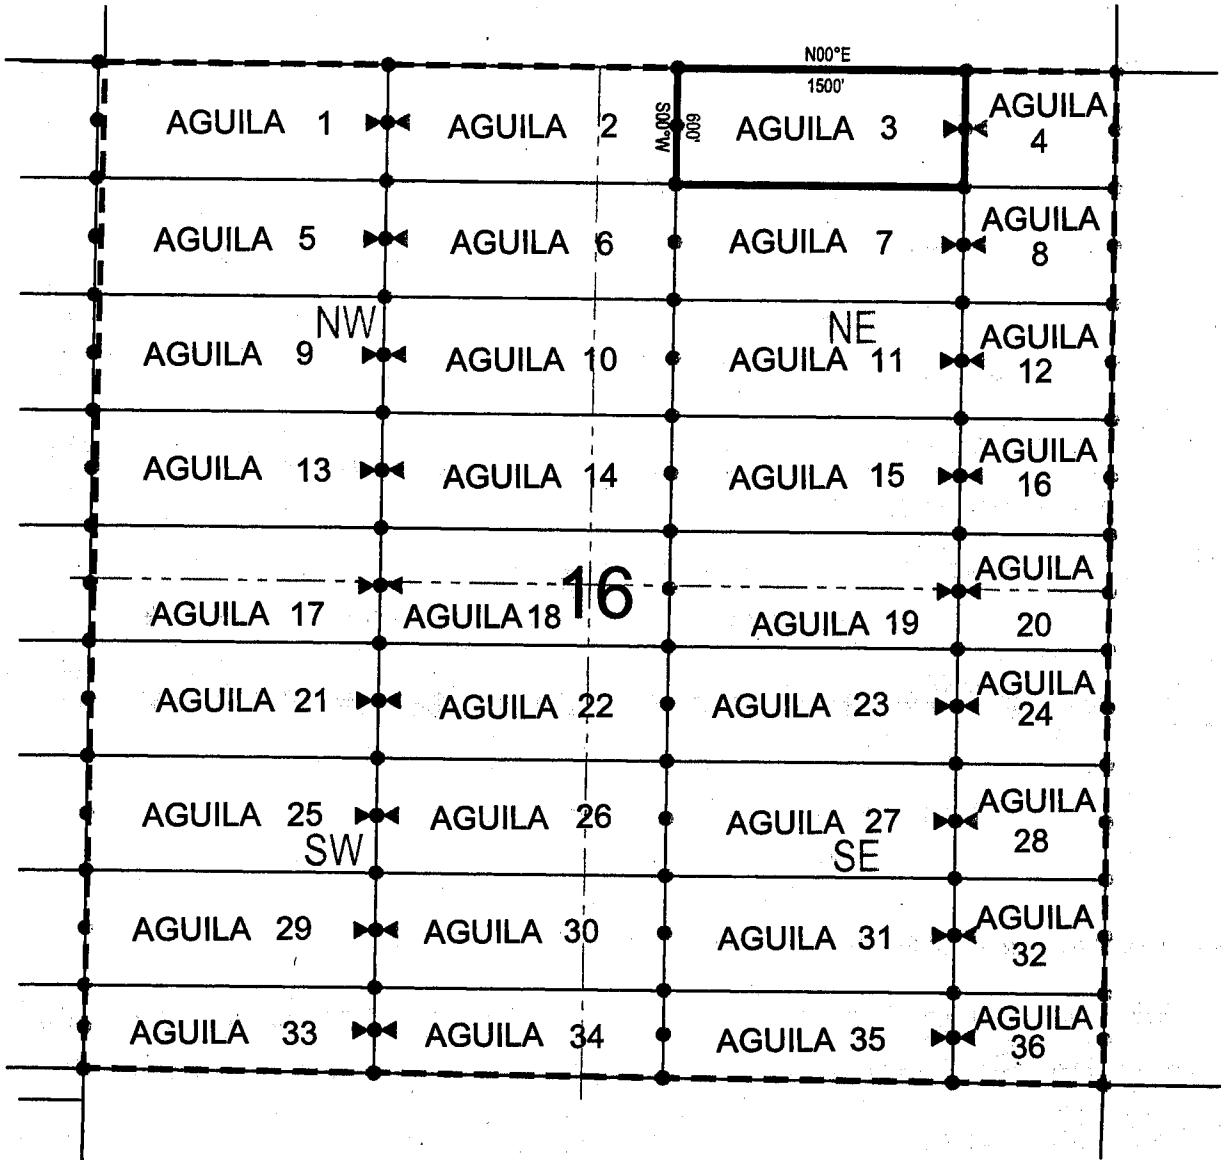 N00°E
1500'
S00°W
600'
AGUILA 1
AGUILA 2
AGUILA 3
AGUILA
4
AGUILA 5
AGUILA 6
AGUILA 7
AGUILA
8
NW
NE
AGUILA 9
AGUILA 10
AGUILA 11
AGUILA
12
AGUILA 13
AGUILA 14
AGUILA 15
AGUILA
16
16
AGUILA 17
AGUILA 18
AGUILA 19
AGUILA
20
AGUILA 21
AGUILA 22
AGUILA 23
AGUILA
24
AGUILA 25
AGUILA 26
AGUILA 27
AGUILA
28
SW
SE
AGUILA 29
AGUILA 30
AGUILA 31
AGUILA
32
AGUILA 33
AGUILA 34
AGUILA 35
AGUILA
36